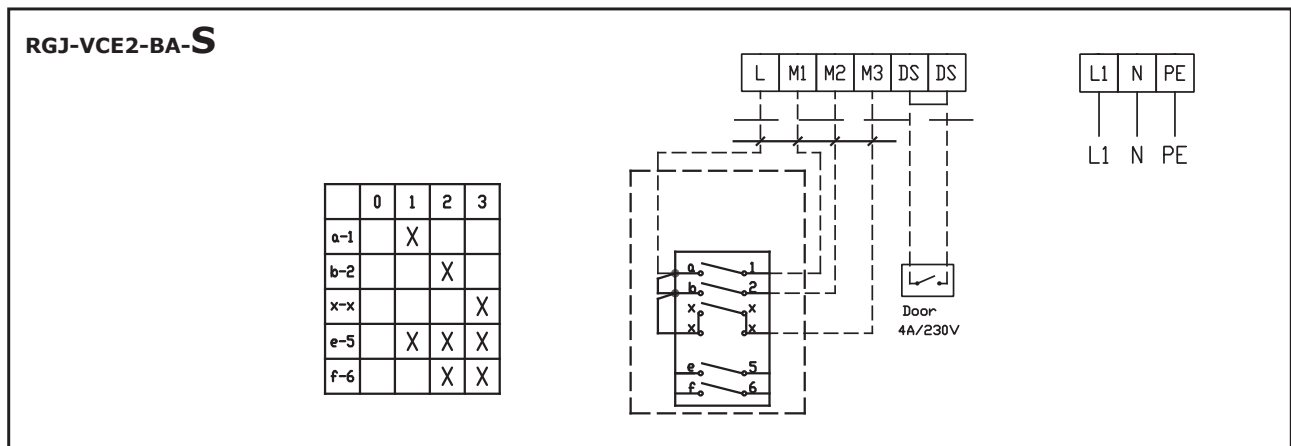 RGJ-VCE2-BA-S
L M1 M2 M3 DS DS
L1 N PE
L1 N PE
0 1 2 3
a-1 X
b-2 X
x-x X
e-5 X X X
f-6 X X
a 1
b 2
x x
x x
e 5
f 6
Door
4A/230V